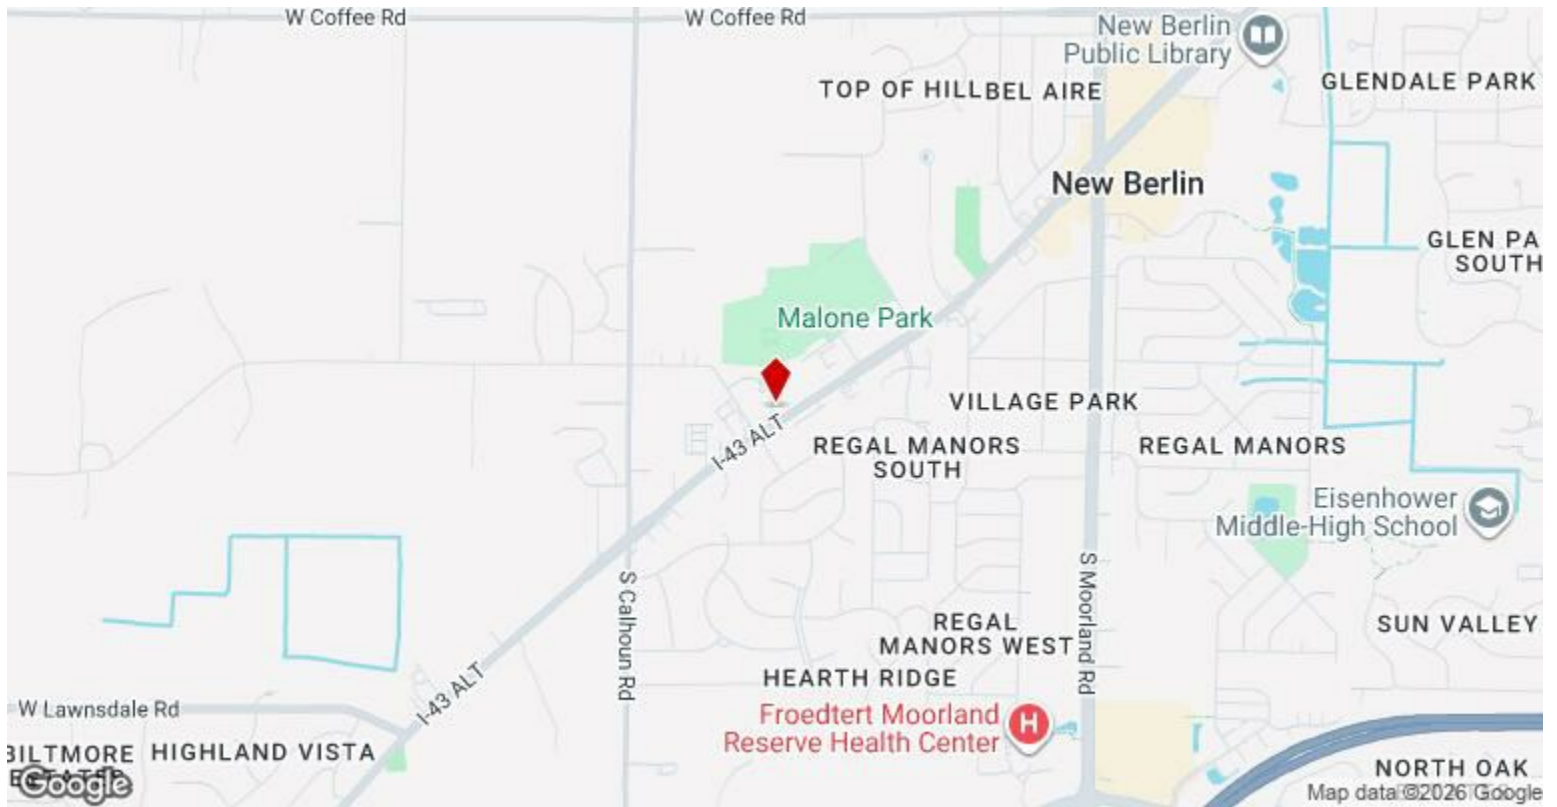 W Coffee Rd
W Coffee Rd
New Berlin
Public Library
TOP OF HILL
BEL AIRE
GLENDALE PARK
New Berlin
GLEN PA
SOUTH
Malone Park
VILLAGE PARK
I-43 ALT
REGAL MANORS
SOUTH
REGAL MANORS
Eisenhower
Middle-High School
S Calhoun Rd
S Moorland Rd
REGAL
MANORS WEST
SUN VALLEY
HEARTH RIDGE
I-43 ALT
W Lawnsdale Rd
Froedtert Moorland
Reserve Health Center
H
BILTMORE
HIGHLAND VISTA
NORTH OAK
Google
Map data ©2026 Google